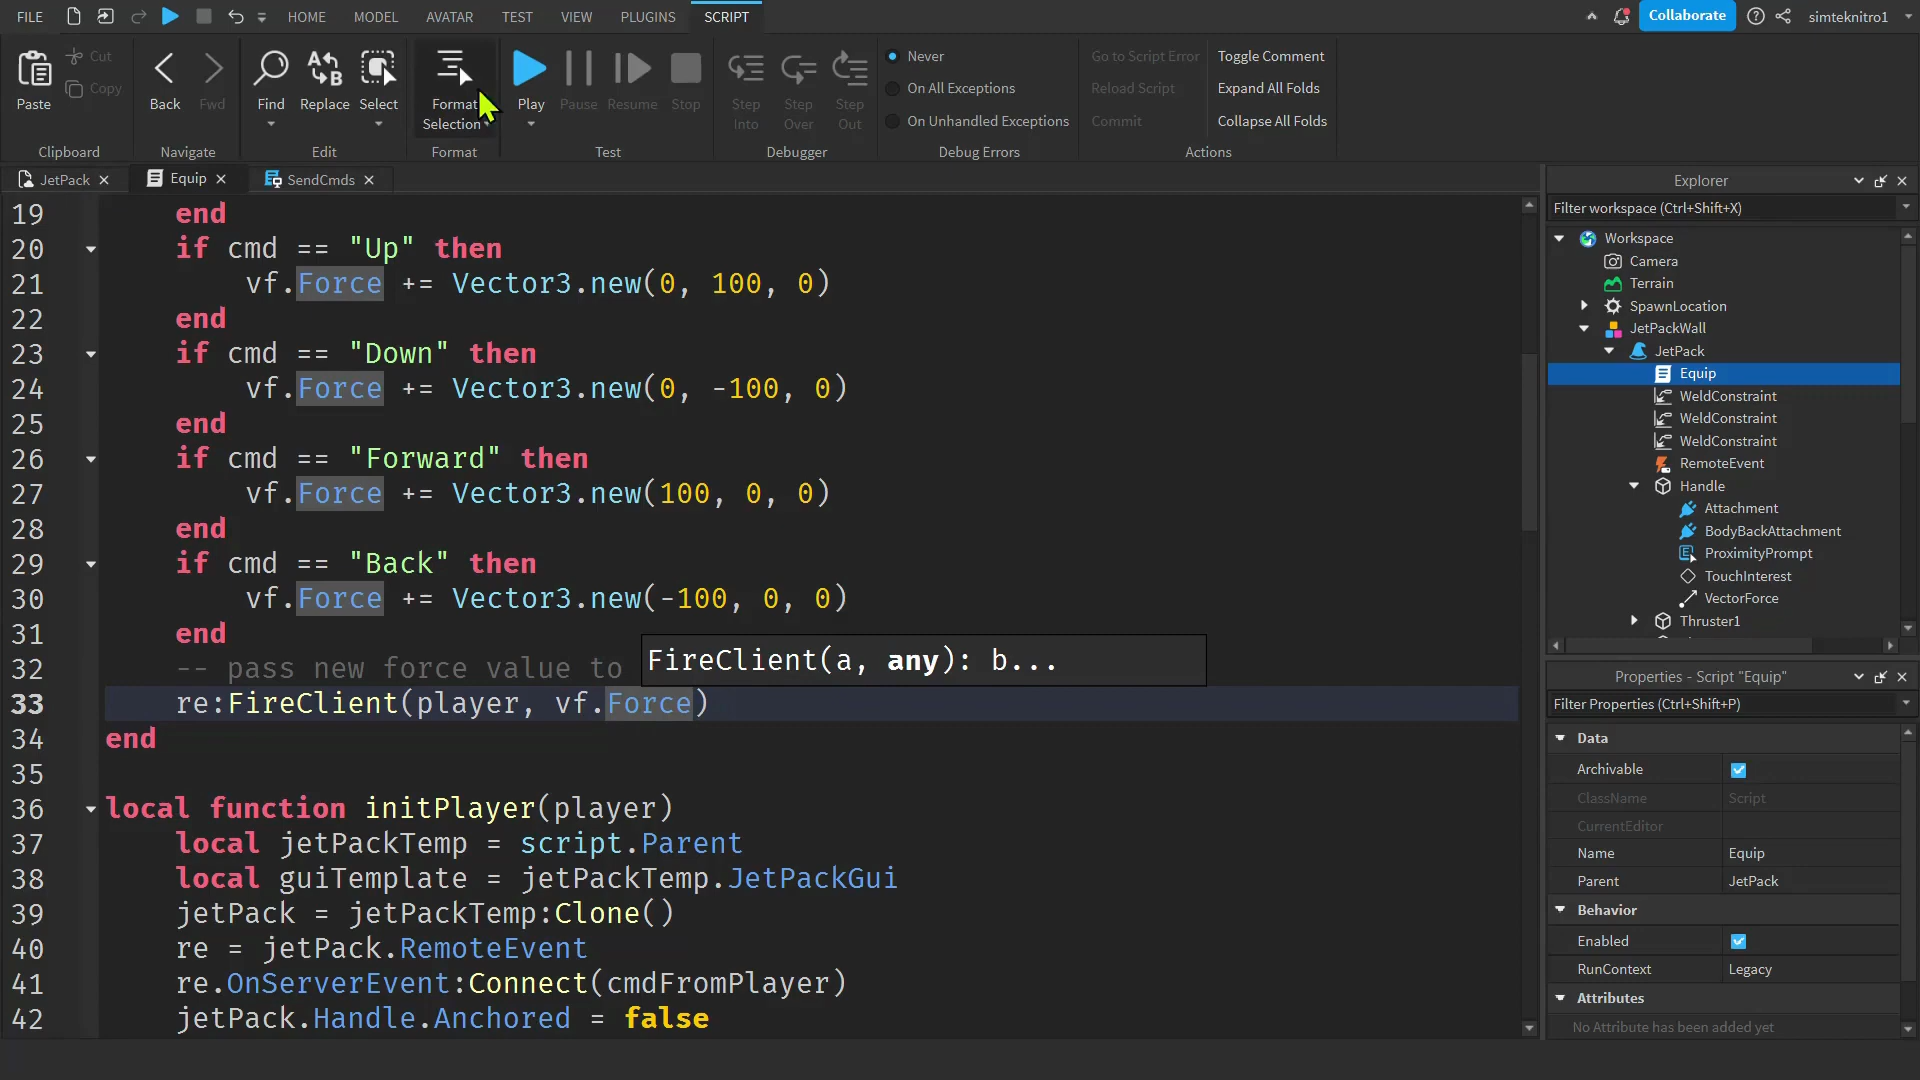 FILE HOME MODEL AVATAR TEST VIEW PLUGINS SCRIPT Collaborate simteknitro1
Paste Cut Copy
Back Fwd
Find Replace Select
Format Selection
Play Pause Resume Stop
Step Into Step Over Step Out
Never
On All Exceptions
On Unhandled Exceptions
Go to Script Error
Reload Script
Commit
Toggle Comment
Expand All Folds
Collapse All Folds
Clipboard Navigate Edit Format Test Debugger Debug Errors Actions
JetPack Equip SendCmds
19 end
20 if cmd == "Up" then
21 vf.Force += Vector3.new(0, 100, 0)
22 end
23 if cmd == "Down" then
24 vf.Force += Vector3.new(0, -100, 0)
25 end
26 if cmd == "Forward" then
27 vf.Force += Vector3.new(100, 0, 0)
28 end
29 if cmd == "Back" then
30 vf.Force += Vector3.new(-100, 0, 0)
31 end
32 -- pass new force value to
FireClient(a, any): b...
33 re:FireClient(player, vf.Force)
34 end
35
36 local function initPlayer(player)
37 local jetPackTemp = script.Parent
38 local guiTemplate = jetPackTemp.JetPackGui
39 jetPack = jetPackTemp:Clone()
40 re = jetPack.RemoteEvent
41 re.OnServerEvent:Connect(cmdFromPlayer)
42 jetPack.Handle.Anchored = false
Explorer
Filter workspace (Ctrl+Shift+X)
Workspace
Camera
Terrain
SpawnLocation
JetPackWall
JetPack
Equip
WeldConstraint
WeldConstraint
WeldConstraint
RemoteEvent
Handle
Attachment
BodyBackAttachment
ProximityPrompt
TouchInterest
VectorForce
Thruster1
Properties - Script "Equip"
Filter Properties (Ctrl+Shift+P)
Data
Archivable
ClassName Script
CurrentEditor
Name Equip
Parent JetPack
Behavior
Enabled
RunContext Legacy
Attributes
No Attribute has been added yet